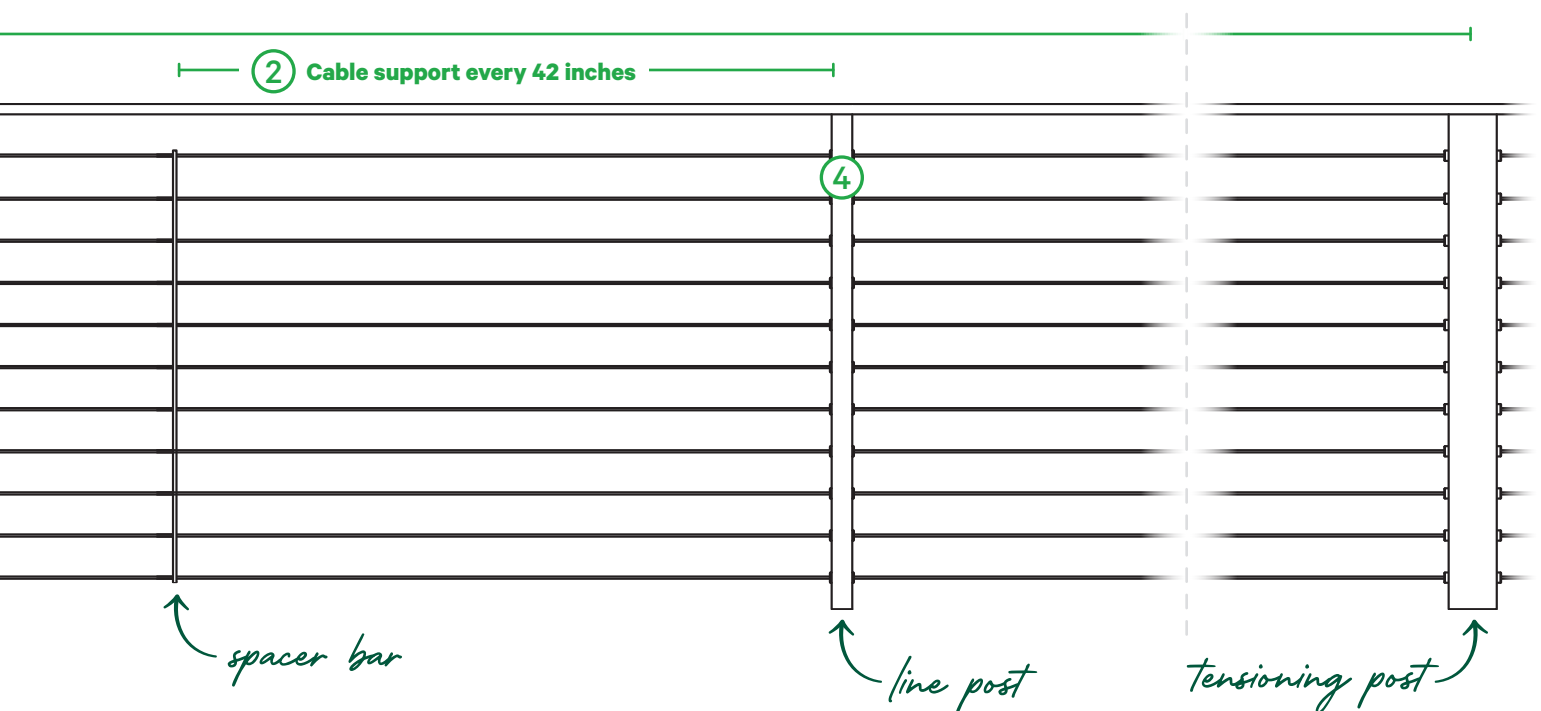 2 Cable support every 42 inches
4
spacer bar
line post
tensioning post